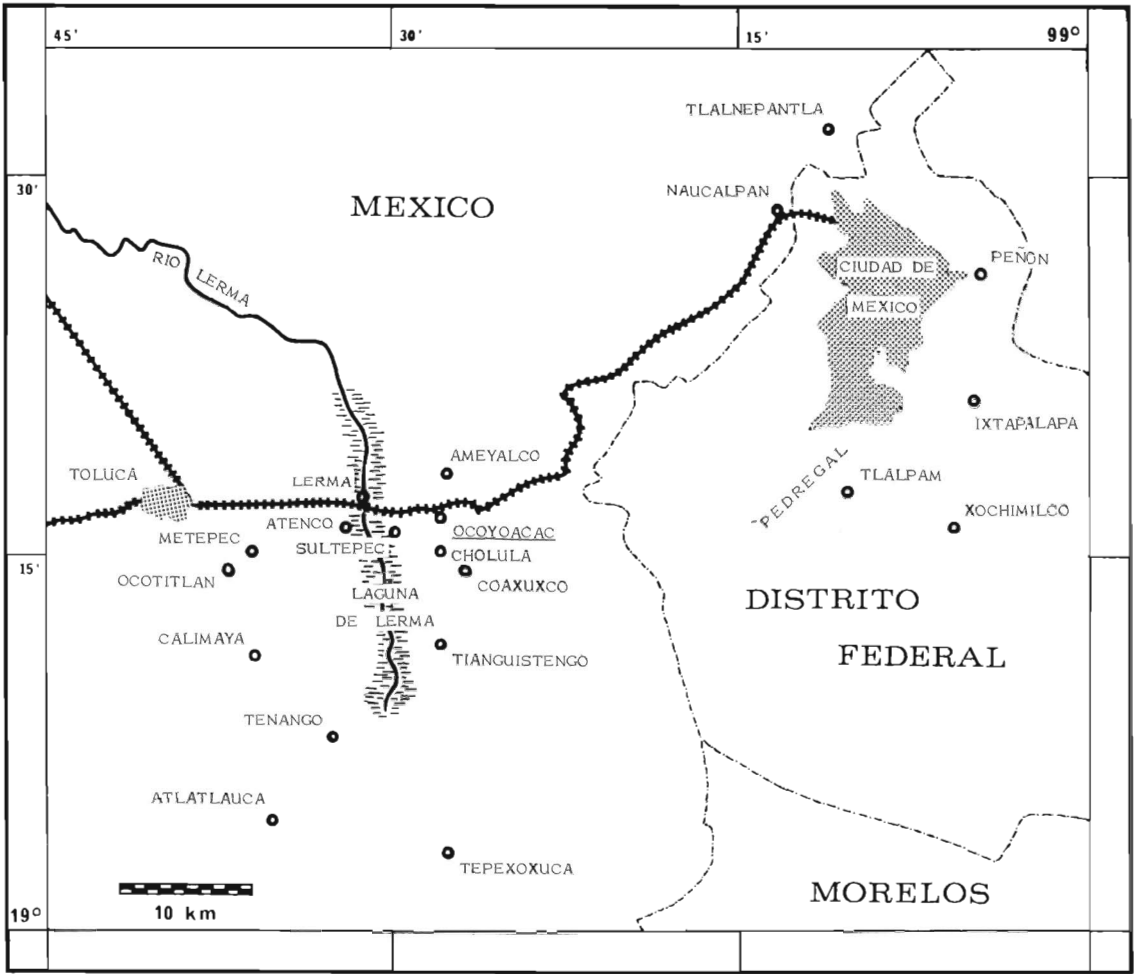 45' 30' 15' 99°
TLALNEPANTLA
30'
NAUCALPAN
MEXICO
RIO LERMA
PEÑON
CIUDAD DE
MEXICO
IXTAPALAPA
TOLUCA
AMEYALCO
PEDREGAL
TLALPAM
LERMA
XOCHIMILCO
ATENCO
OCOYOACAC
METEPEC
SULTEPEC
CHOLULA
15'
OCOTITLAN
COAXUXCO
LAGUNA
DE LERMA
DISTRITO
FEDERAL
CALIMAYA
TIANGUISTENGO
TENANGO
ATLATLAUCA
TEPEXOXUCA
MORELOS
10 km
19°